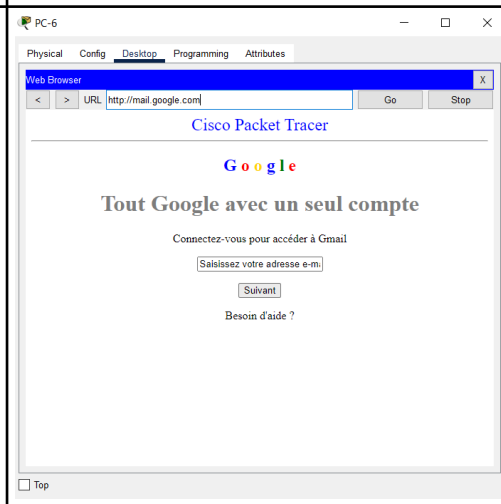 PC-6
Physical Config Desktop Programming Attributes
Web Browser X
< > URL http://mail.google.com Go Stop
Cisco Packet Tracer
G o o g l e
Tout Google avec un seul compte
Connectez-vous pour accéder à Gmail
Saisissez votre adresse e-m
Suivant
Besoin d'aide ?
Top